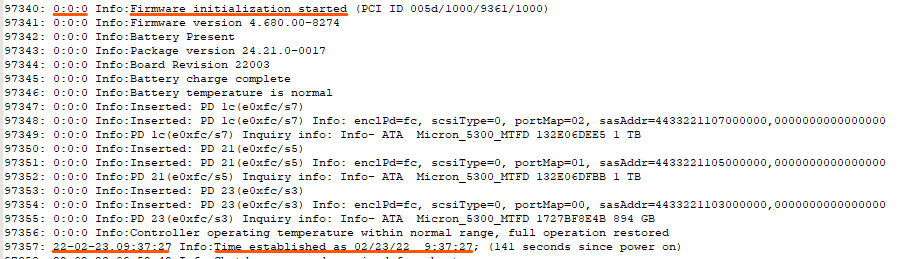 97340: 0:0:0 Info:Firmware initialization started (PCI ID 005d/1000/9361/1000)
97341: 0:0:0 Info:Firmware version 4.680.00-8274
97342: 0:0:0 Info:Battery Present
97343: 0:0:0 Info:Package version 24.21.0-0017
97344: 0:0:0 Info:Board Revision 22003
97345: 0:0:0 Info:Battery charge complete
97346: 0:0:0 Info:Battery temperature is normal
97347: 0:0:0 Info:Inserted: PD 1c(e0xfc/s7)
97348: 0:0:0 Info:Inserted: PD 1c(e0xfc/s7) Info: enclPd=fc, scsiType=0, portMap=02, sasAddr=4433221107000000,0000000000000000
97349: 0:0:0 Info:PD 1c(e0xfc/s7) Inquiry info: Info- ATA  Micron_5300_MTFD 132E06DEE5 1 TB
97350: 0:0:0 Info:Inserted: PD 21(e0xfc/s5)
97351: 0:0:0 Info:Inserted: PD 21(e0xfc/s5) Info: enclPd=fc, scsiType=0, portMap=01, sasAddr=4433221105000000,0000000000000000
97352: 0:0:0 Info:PD 21(e0xfc/s5) Inquiry info: Info- ATA  Micron_5300_MTFD 132E06DFBB 1 TB
97353: 0:0:0 Info:Inserted: PD 23(e0xfc/s3)
97354: 0:0:0 Info:Inserted: PD 23(e0xfc/s3) Info: enclPd=fc, scsiType=0, portMap=00, sasAddr=4433221103000000,0000000000000000
97355: 0:0:0 Info:PD 23(e0xfc/s3) Inquiry info: Info- ATA  Micron_5300_MTFD 1727BF8E4B 894 GB
97356: 0:0:0 Info:Controller operating temperature within normal range, full operation restored
97357: 22-02-23.09:37:27 Info:Time established as 02/23/22  9:37:27; (141 seconds since power on)